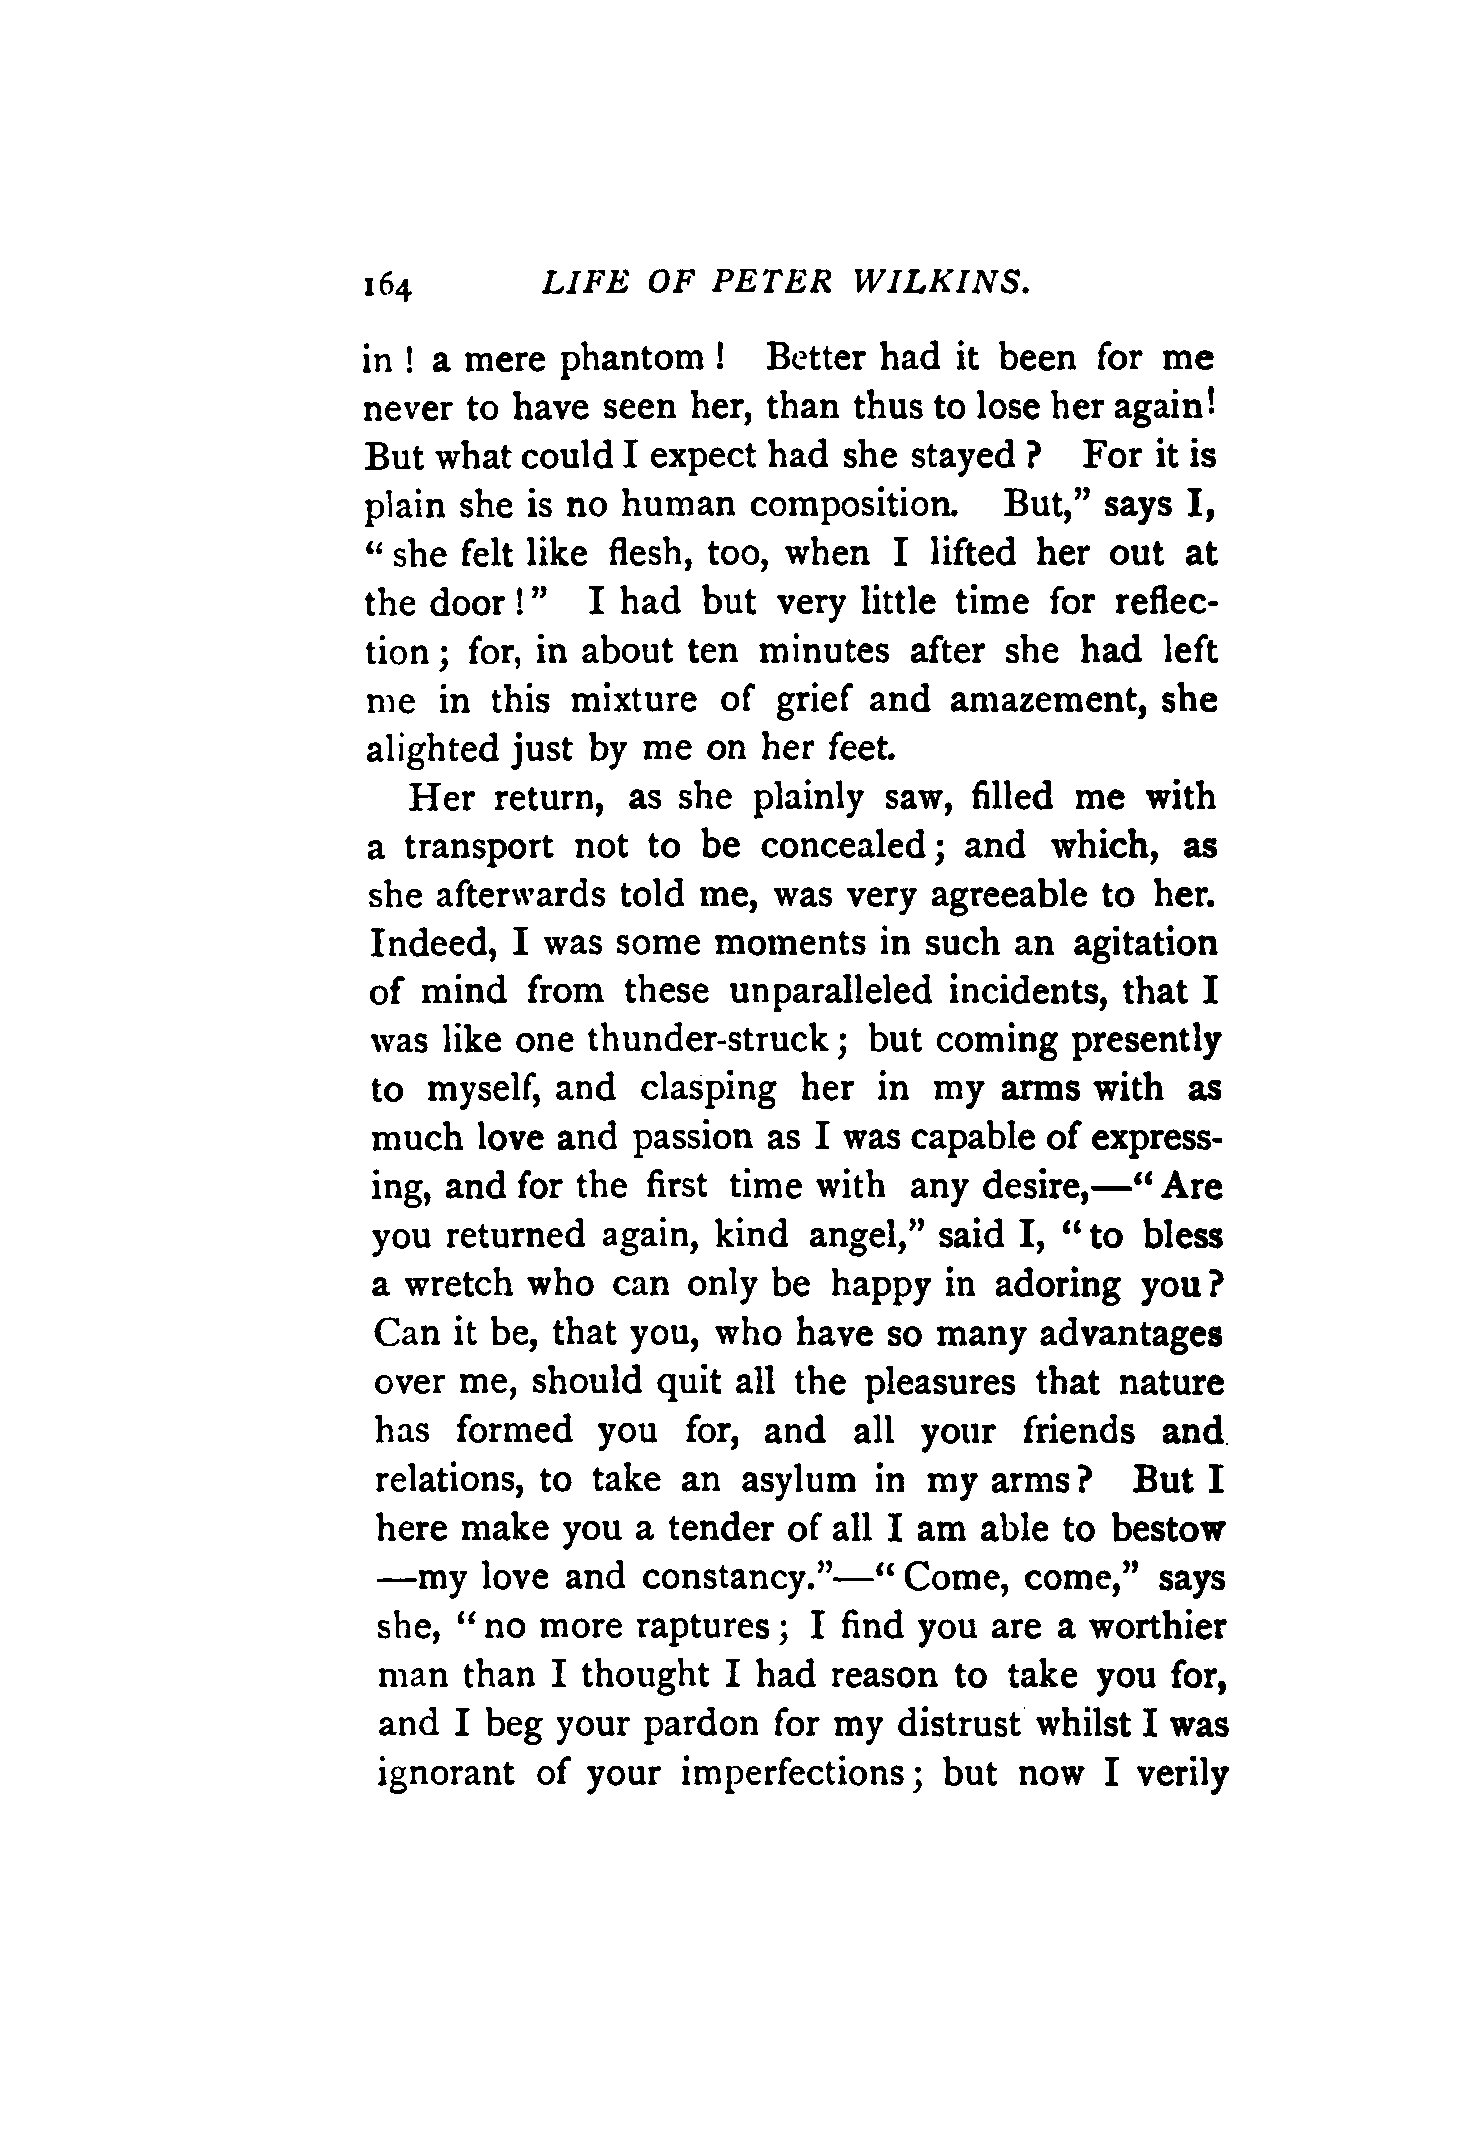 164 LIFE OF PETER WILKINS.
in ! a mere phantom ! Better had it been for me
never to have seen her, than thus to lose her again!
But what could I expect had she stayed ? For it is
plain she is no human composition. But,” says I,
“ she felt like flesh, too, when I lifted her out at
the door ! ” I had but very little time for reflec-
tion ; for, in about ten minutes after she had left
me in this mixture of grief and amazement, she
alighted just by me on her feet.
Her return, as she plainly saw, filled me with
a transport not to be concealed ; and which, as
she afterwards told me, was very agreeable to her.
Indeed, I was some moments in such an agitation
of mind from these unparalleled incidents, that I
was like one thunder-struck ; but coming presently
to myself, and clasping her in my arms with as
much love and passion as I was capable of express-
ing, and for the first time with any desire,—“ Are
you returned again, kind angel,” said I, “ to bless
a wretch who can only be happy in adoring you ?
Can it be, that you, who have so many advantages
over me, should quit all the pleasures that nature
has formed you for, and all your friends and
relations, to take an asylum in my arms ? But I
here make you a tender of all I am able to bestow
—my love and constancy.”—“ Come, come,” says
she, “ no more raptures ; I find you are a worthier
man than I thought I had reason to take you for,
and I beg your pardon for my distrust whilst I was
ignorant of your imperfections ; but now I verily